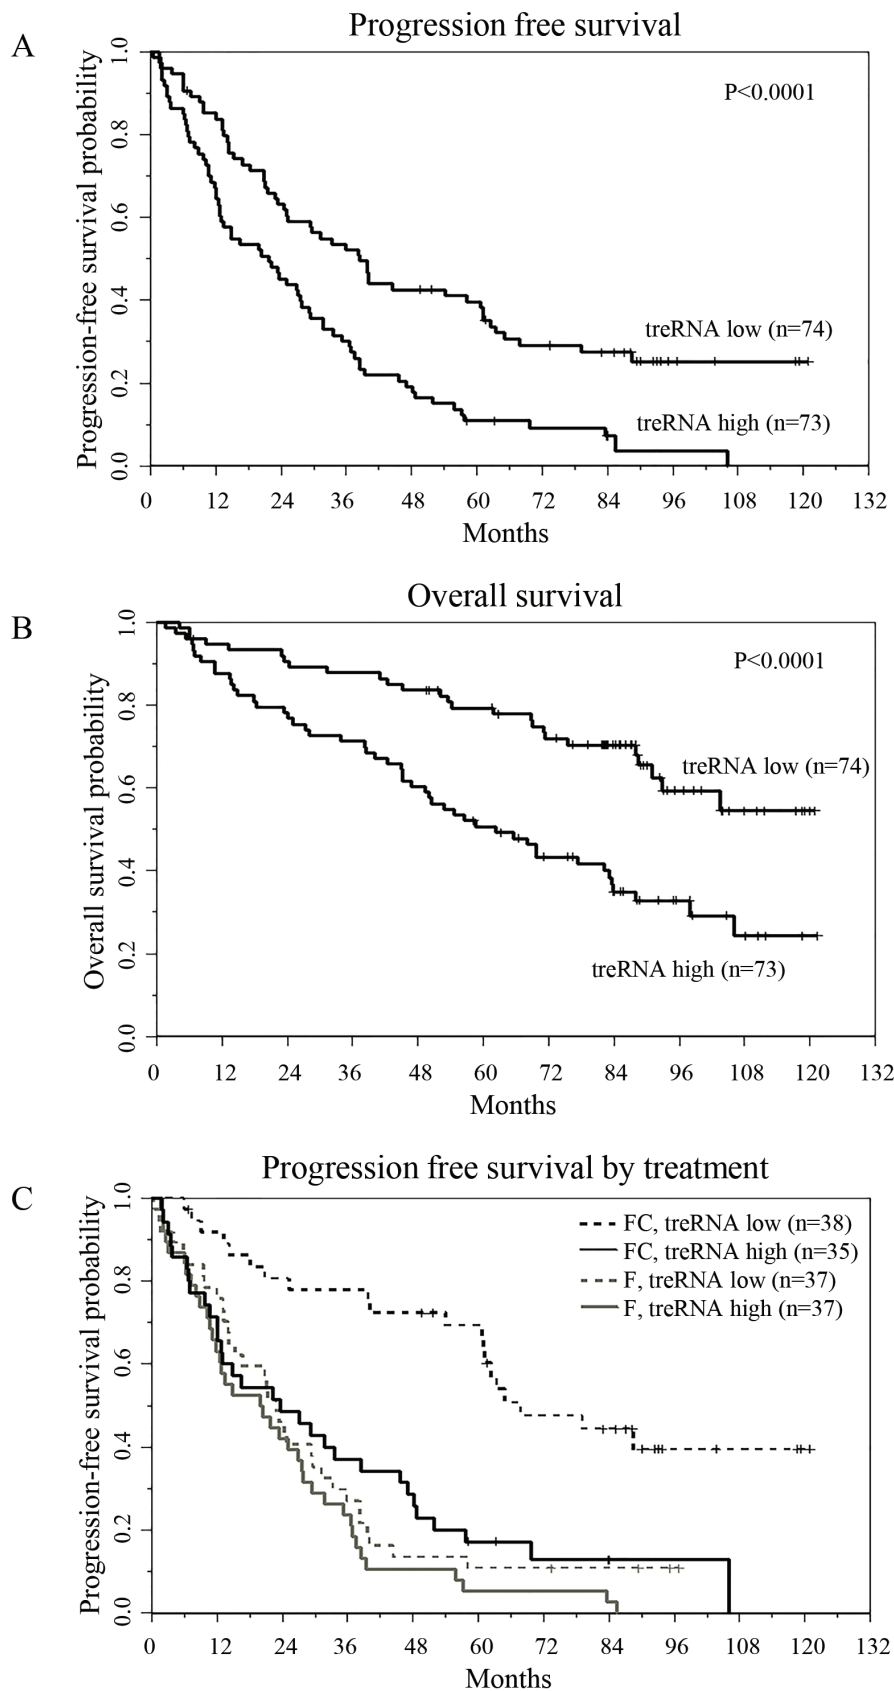 A
Progression free survival
Progression-free survival probability
1.0
0.8
0.6
0.4
0.2
0.0
P<0.0001
treRNA low (n=74)
treRNA high (n=73)
0 12 24 36 48 60 72 84 96 108 120 132
Months
B
Overall survival
Overall survival probability
1.0
0.8
0.6
0.4
0.2
0.0
P<0.0001
treRNA low (n=74)
treRNA high (n=73)
0 12 24 36 48 60 72 84 96 108 120 132
Months
C
Progression free survival by treatment
Progression-free survival probability
1.0
0.8
0.6
0.4
0.2
0.0
FC, treRNA low (n=38)
FC, treRNA high (n=35)
F, treRNA low (n=37)
F, treRNA high (n=37)
0 12 24 36 48 60 72 84 96 108 120 132
Months